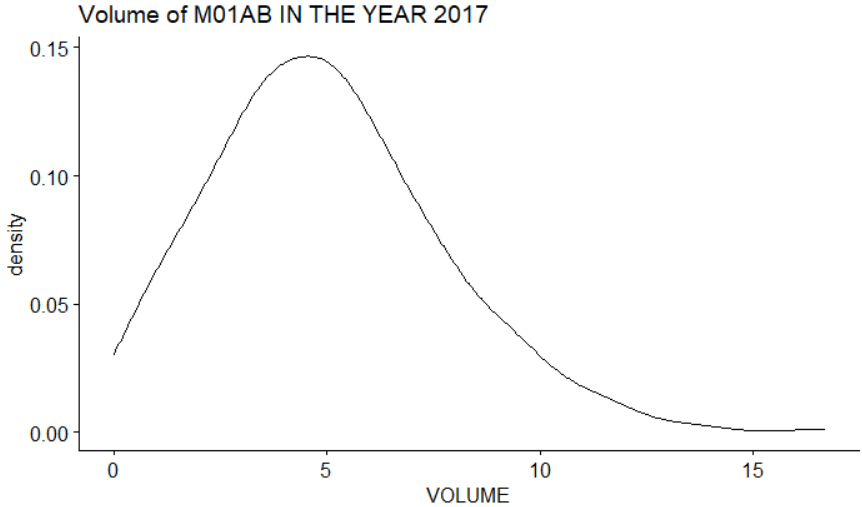 Volume of M01AB IN THE YEAR 2017
0.15
0.10
density
0.05
0.00
0 5 10 15
VOLUME